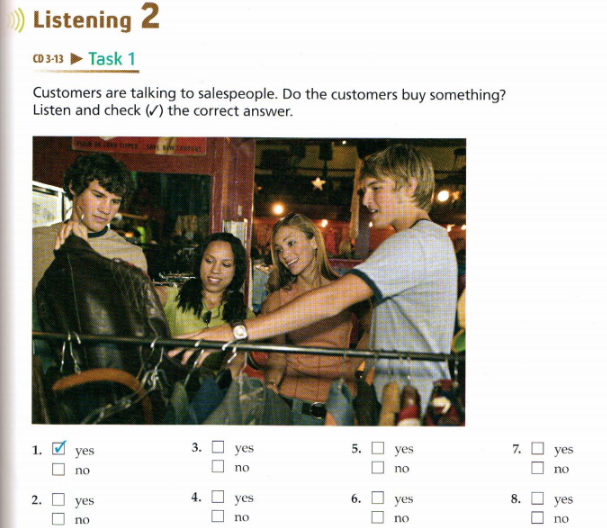 Listening 2
CD 3-13 ▶ Task 1
Customers are talking to salespeople. Do the customers buy something?
Listen and check (✓) the correct answer.
1. ☑ yes
☐ no
2. ☐ yes
☐ no
3. ☐ yes
☐ no
4. ☐ yes
☐ no
5. ☐ yes
☐ no
6. ☐ yes
☐ no
7. ☐ yes
☐ no
8. ☐ yes
☐ no